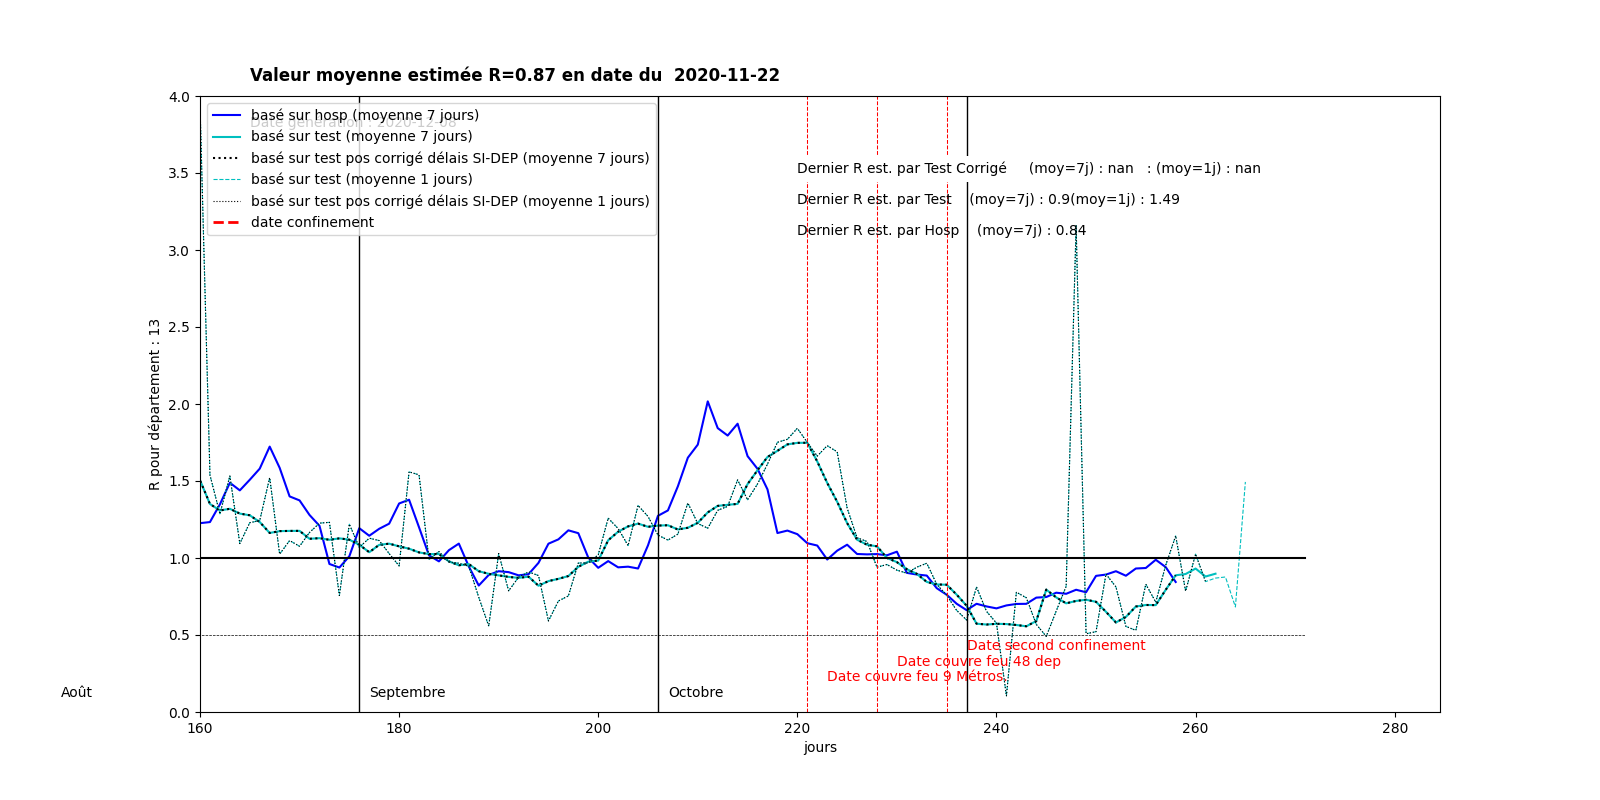 Valeur moyenne estimée R=0.87 en date du  2020-11-22
4.0
3.5
3.0
2.5
2.0
1.5
1.0
0.5
0.0
R pour département : 13
basé sur hosp (moyenne 7 jours)
Date génération : 2020-12-08
basé sur test (moyenne 7 jours)
basé sur test pos corrigé délais SI-DEP (moyenne 7 jours)
basé sur test (moyenne 1 jours)
basé sur test pos corrigé délais SI-DEP (moyenne 1 jours)
date confinement
Dernier R est. par Test Corrigé     (moy=7j) : nan   : (moy=1j) : nan
Dernier R est. par Test    (moy=7j) : 0.9(moy=1j) : 1.49
Dernier R est. par Hosp    (moy=7j) : 0.84
Date second confinement
Date couvre feu 48 dep
Date couvre feu 9 Métros
Août
Septembre
Octobre
160 180 200 220 240 260 280
jours